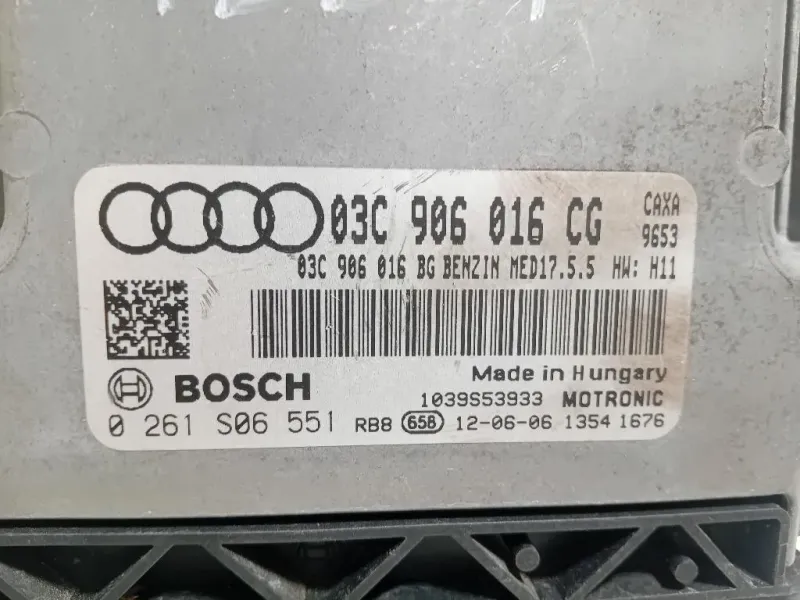 03C 906 016 CG CAXA
9653
03C 906 016 BG BENZIN MED17.5.5 HW: H11
BOSCH Made in Hungary
1039S53933 MOTRONIC
0 261 S06 551 RB8 658 12-06-06 1354 1676